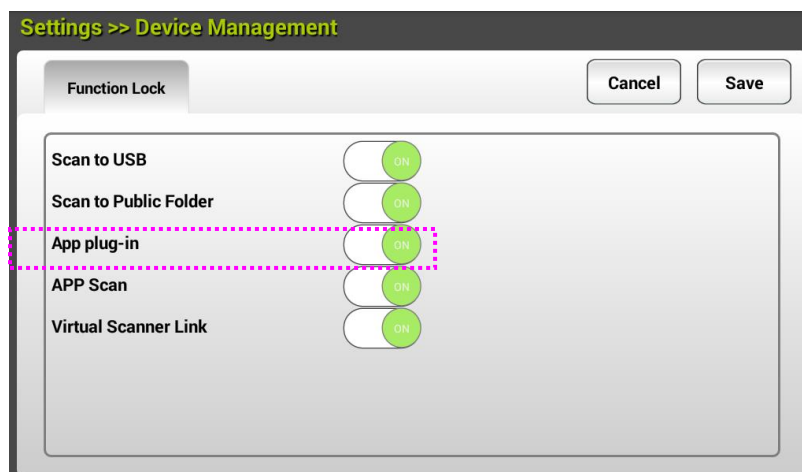 Settings >> Device Management
Function Lock
Cancel
Save
Scan to USB
ON
Scan to Public Folder
ON
App plug-in
ON
APP Scan
ON
Virtual Scanner Link
ON